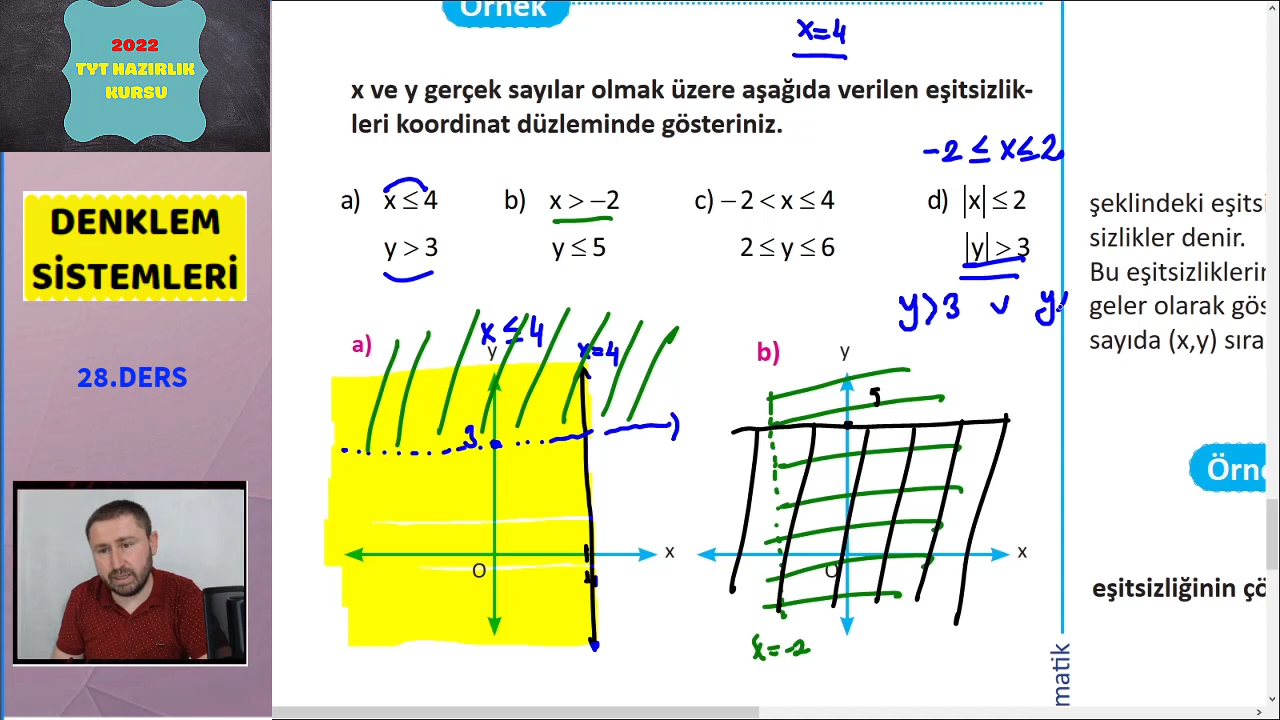 2022
TYT HAZIRLIK
KURSU
DENKLEM
SİSTEMLERİ
28.DERS
Örnek
x=4
x ve y gerçek sayılar olmak üzere aşağıda verilen eşitsizlik-
leri koordinat düzleminde gösteriniz.
-2 ≤ x ≤ 2
a) x ≤ 4 b) x > −2 c) −2 < x ≤ 4 d) |x| ≤ 2
y > 3 y ≤ 5 2 ≤ y ≤ 6 |y| > 3
y>3 v y
a) x ≤ 4 y x=4
3
x
O
4
b) y
5
x
O
x=-2
şeklindeki eşitsi
sizlikler denir.
Bu eşitsizliklerin
geler olarak gös
sayıda (x,y) sıra
Örne
eşitsizliğinin çö
matik